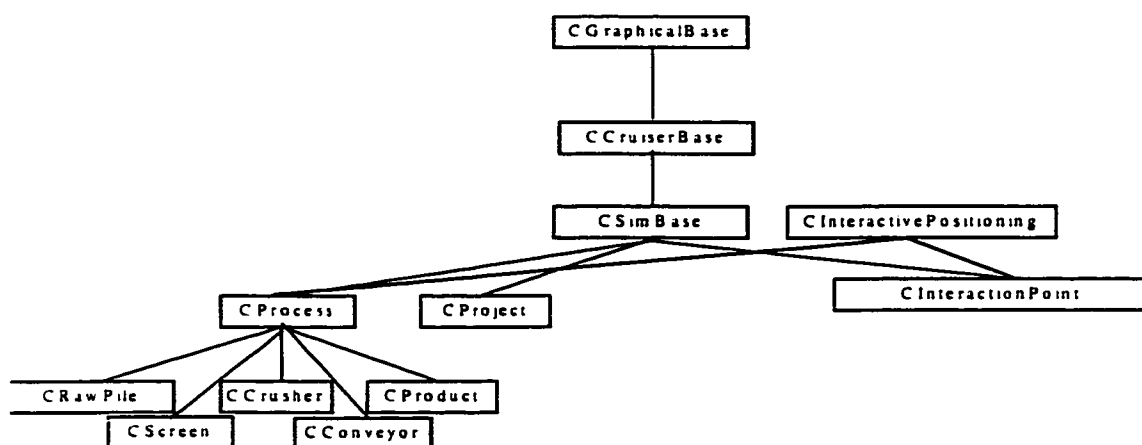 CGraphicalBase
CCruiserBase
CSimBase
CInteractivePositioning
CProcess
CProject
CInteractionPoint
CRawPile
CCrusher
CProduct
CScreen
CConveyor